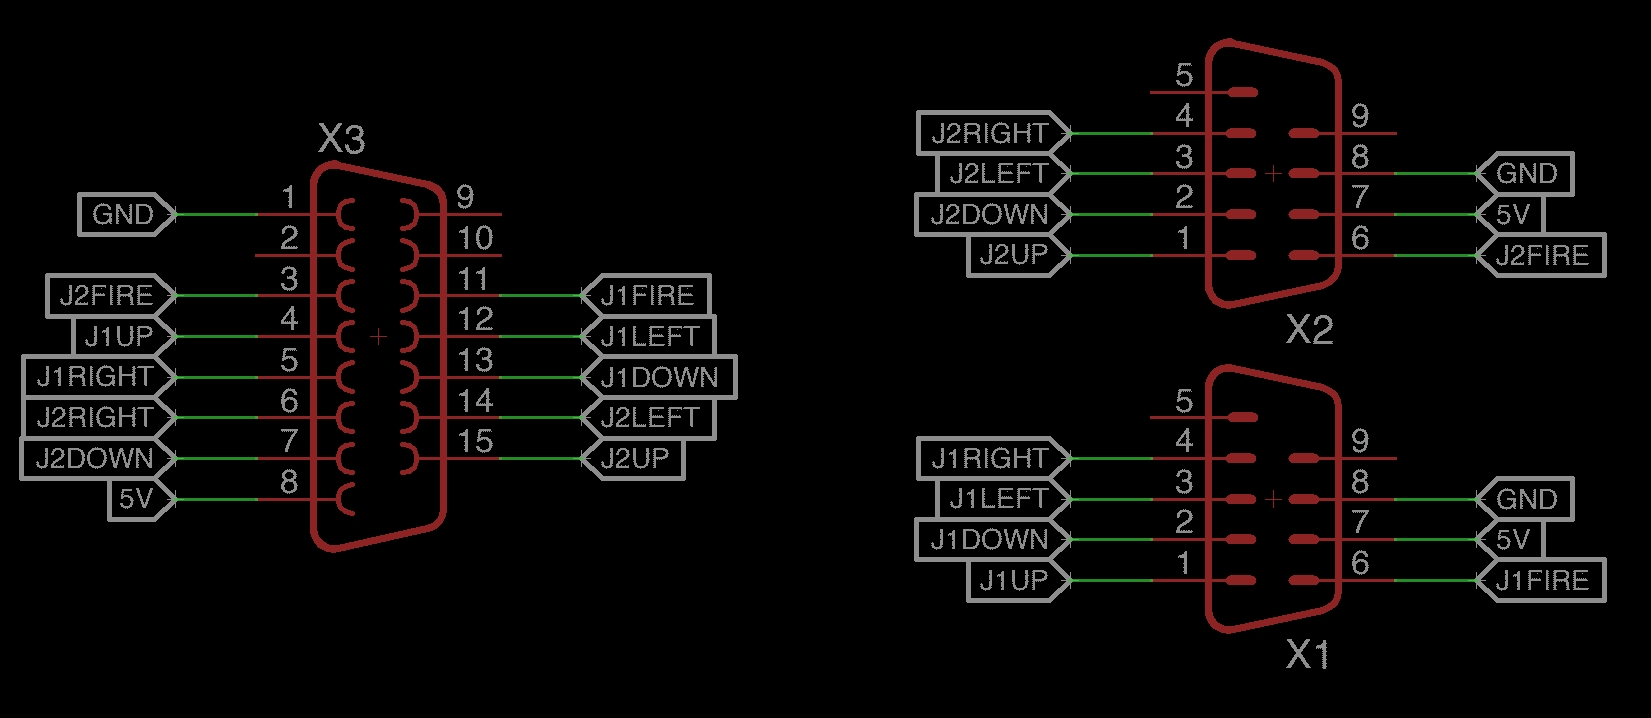 X3
1 9
GND
2 10
3 11
J2FIRE J1FIRE
4 12
J1UP J1LEFT
5 13
J1RIGHT J1DOWN
6 14
J2RIGHT J2LEFT
7 15
J2DOWN J2UP
8
5V
5
4 9
J2RIGHT
3 8
J2LEFT GND
2 7
J2DOWN 5V
1 6
J2UP J2FIRE
X2
5
4 9
J1RIGHT
3 8
J1LEFT GND
2 7
J1DOWN 5V
1 6
J1UP J1FIRE
X1